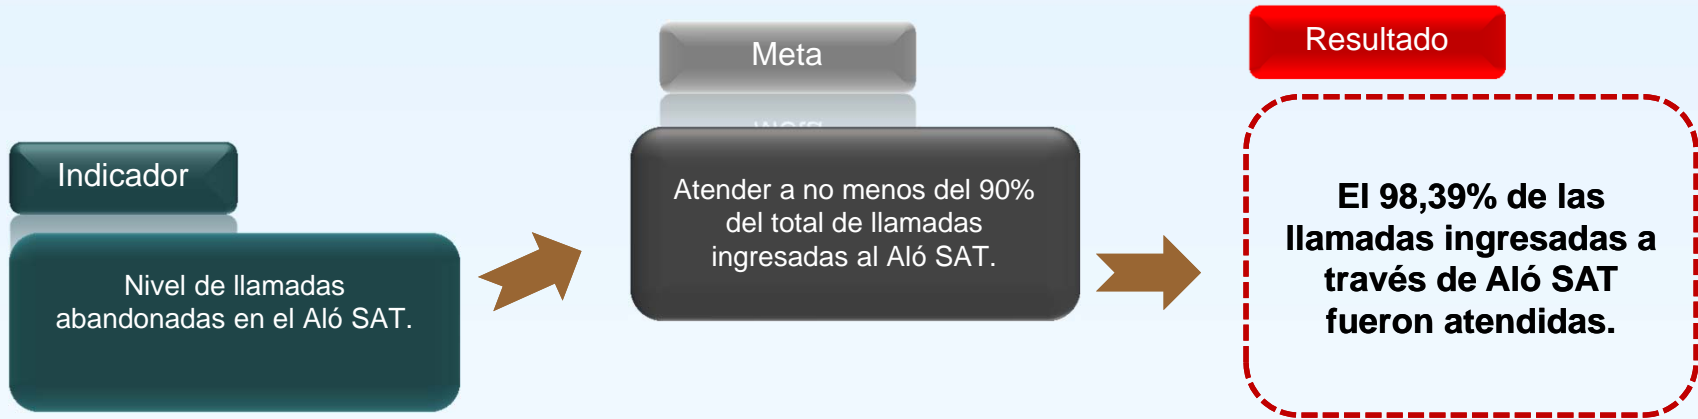 Indicador
Nivel de llamadas
abandonadas en el Aló SAT.
Meta
Atender a no menos del 90%
del total de llamadas
ingresadas al Aló SAT.
Resultado
El 98,39% de las
llamadas ingresadas a
través de Aló SAT
fueron atendidas.